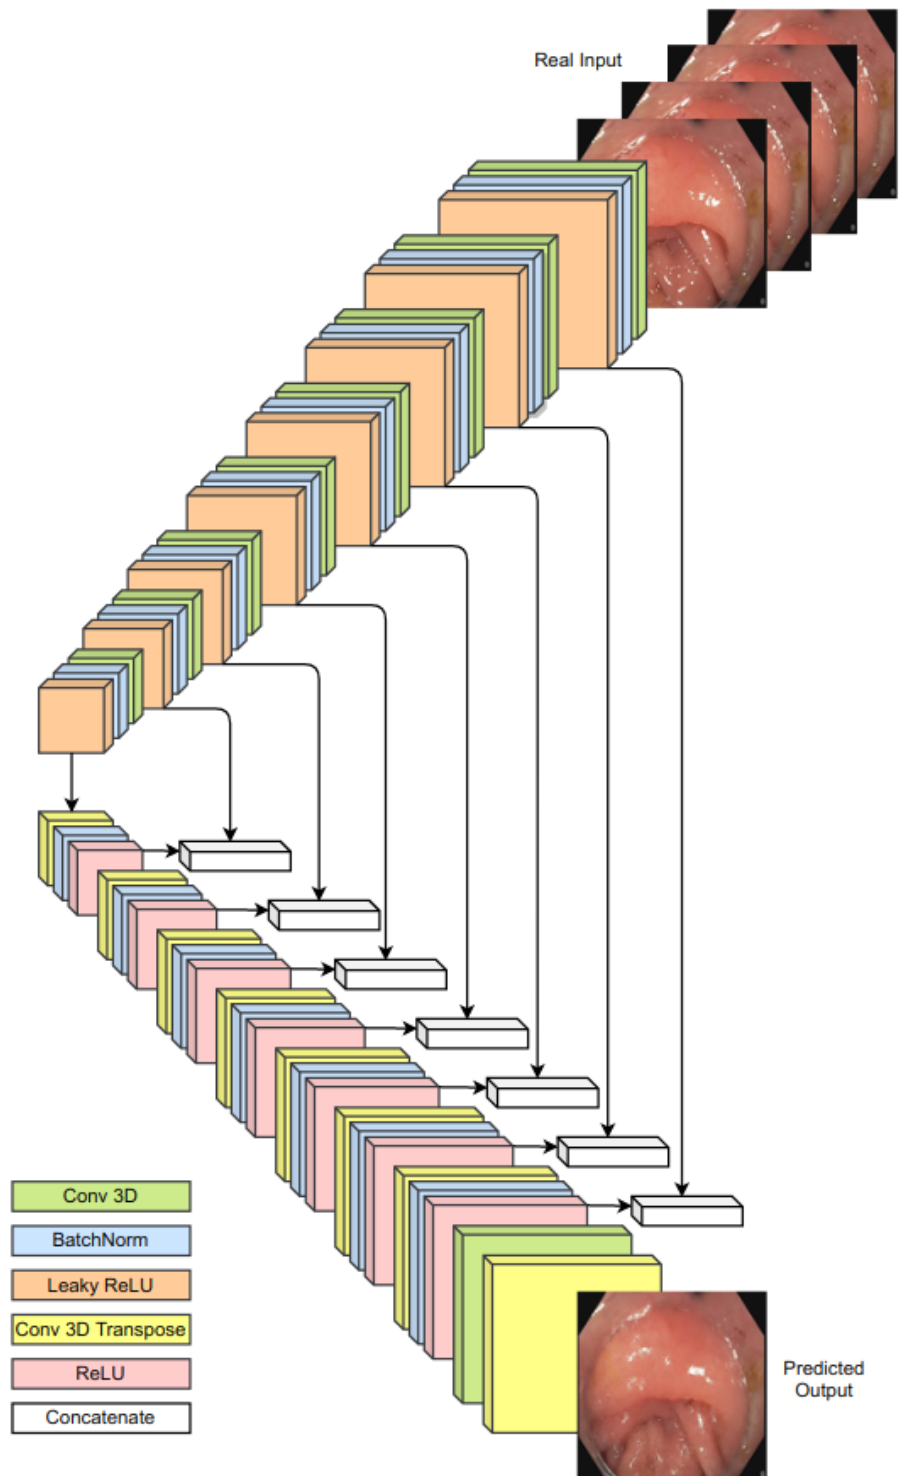 Real Input
Conv 3D
BatchNorm
Leaky ReLU
Conv 3D Transpose
ReLU
Concatenate
Predicted
Output